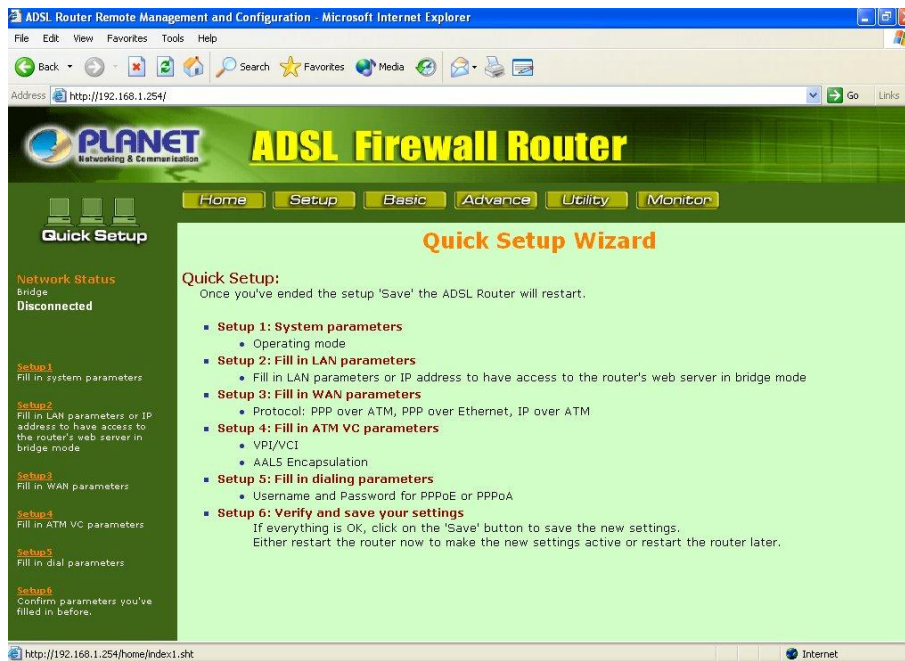 ADSL Router Remote Management and Configuration - Microsoft Internet Explorer
File Edit View Favorites Tools Help
Back Search Favorites Media
Address http://192.168.1.254/ Go Links
PLANET
Networking & Communication
ADSL Firewall Router
Home Setup Basic Advance Utility Monitor
Quick Setup
Network Status
Bridge
Disconnected
Setup1
Fill in system parameters
Setup2
Fill in LAN parameters or IP
address to have access to
the router's web server in
bridge mode
Setup3
Fill in WAN parameters
Setup4
Fill in ATM VC parameters
Setup5
Fill in dial parameters
Setup6
Confirm parameters you've
filled in before.
Quick Setup Wizard
Quick Setup:
Once you've ended the setup 'Save' the ADSL Router will restart.
Setup 1: System parameters
Operating mode
Setup 2: Fill in LAN parameters
Fill in LAN parameters or IP address to have access to the router's web server in bridge mode
Setup 3: Fill in WAN parameters
Protocol: PPP over ATM, PPP over Ethernet, IP over ATM
Setup 4: Fill in ATM VC parameters
VPI/VCI
AAL5 Encapsulation
Setup 5: Fill in dialing parameters
Username and Password for PPPoE or PPPoA
Setup 6: Verify and save your settings
If everything is OK, click on the 'Save' button to save the new settings.
Either restart the router now to make the new settings active or restart the router later.
http://192.168.1.254/home/index1.sht Internet